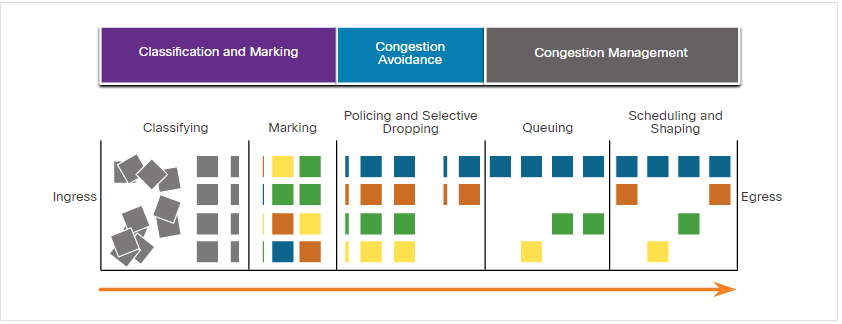 Classification and Marking
Congestion
Avoidance
Congestion Management
Classifying
Marking
Policing and Selective
Dropping
Queuing
Scheduling and
Shaping
Ingress
Egress